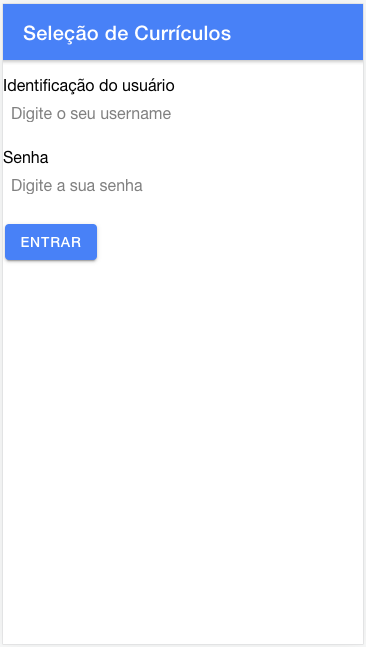 Seleção de Currículos
Identificação do usuário
Digite o seu username
Senha
Digite a sua senha
ENTRAR